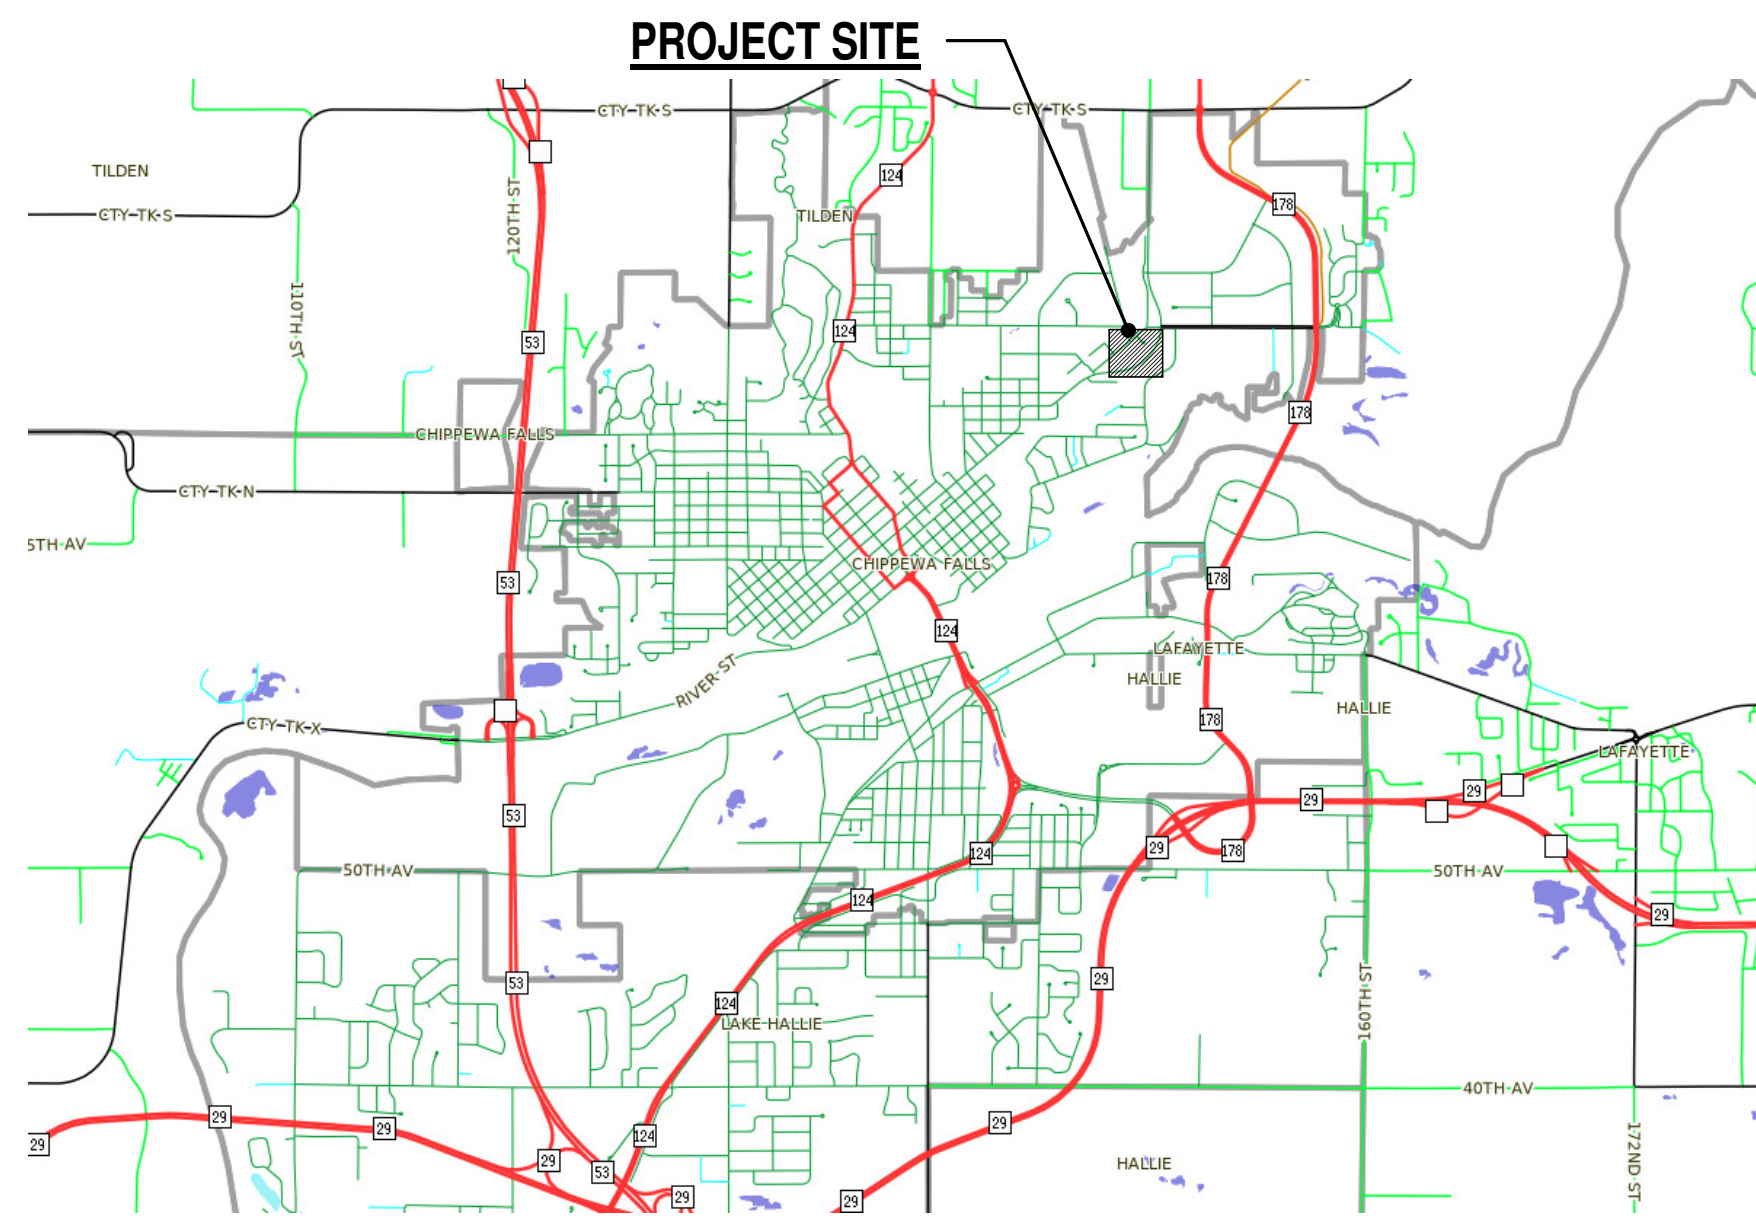 PROJECT SITE
CTY-TK-S
CTY-TK-S
124
TILDEN
120TH-ST
178
CTY-TK-S
TILDEN
110TH-ST
124
53
178
CHIPPEWA FALLS
CTY-TK-N
5TH-AV
CHIPPEWA FALLS
53
178
124
LAFAYETTE
RIVER-ST
HALLIE
HALLIE
178
CTY-TK-X
LAFAYETTE
29
29
53
29
178
124
50TH-AV
50TH-AV
124
29
53
29
190TH-ST
124
LAKE HALLIE
40TH-AV
29
29
29
29
124
29
53
HALLIE
172ND-ST
29
29